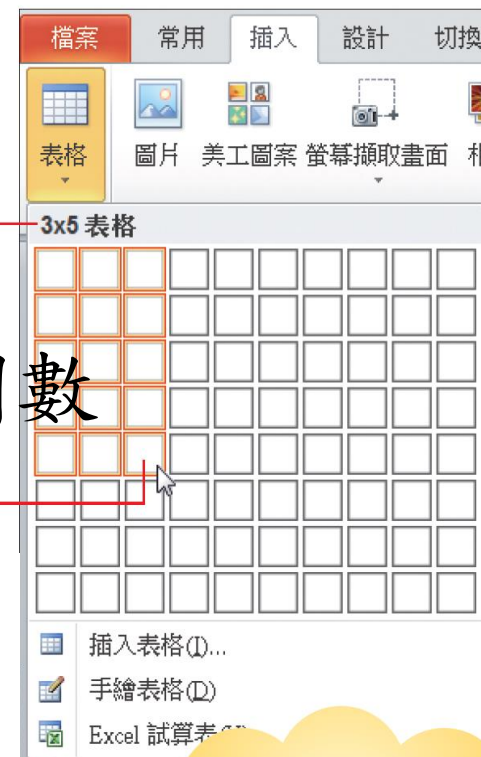 檔案 常用 插入 設計 切換
表格 圖片 美工圖案 螢幕擷取畫面
3x5 表格
數
插入表格(I)...
手繪表格(D)
Excel 試算表